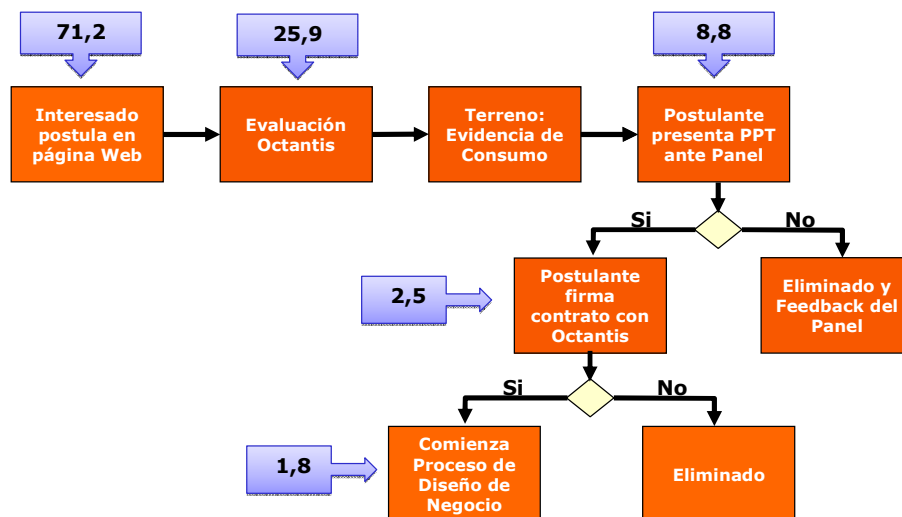 71,2
25,9
8,8
Interesado
postula en
página Web
Evaluación
Octantis
Terreno:
Evidencia de
Consumo
Postulante
presenta PPT
ante Panel
Si
No
2,5
Postulante
firma
contrato con
Octantis
Eliminado y
Feedback del
Panel
Si
No
1,8
Comienza
Proceso de
Diseño de
Negocio
Eliminado